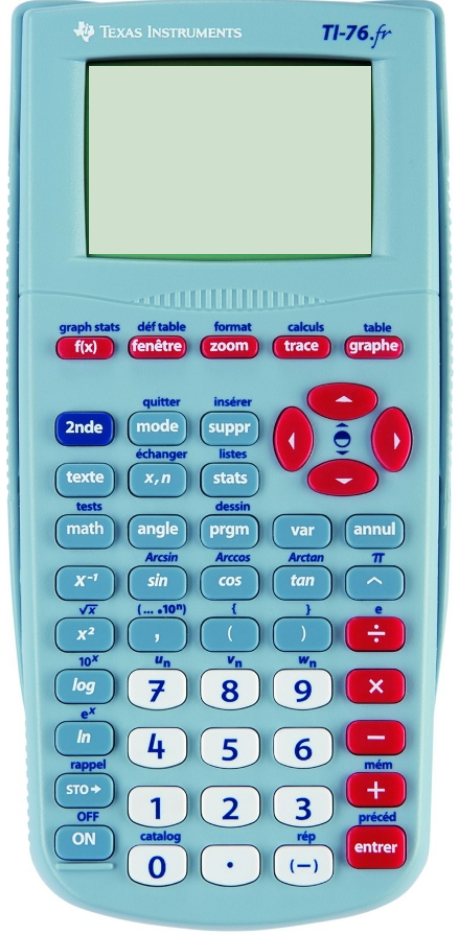 TEXAS INSTRUMENTS TI-76.fr
graph stats déf table format calculs table
f(x) fenêtre zoom trace graphe
quitter insérer
2nde mode suppr
échanger listes
texte x,n stats
tests dessin
math angle prgm var annul
Arcsin Arccos Arctan π
x⁻¹ sin cos tan ^
√x (... •10ⁿ) { } e
x² , ( ) ÷
10ˣ uₙ vₙ wₙ
log 7 8 9 ×
eˣ
ln 4 5 6 −
rappel mém
STO➔ 1 2 3 +
OFF catalog rép précéd
ON 0 . (−) entrer